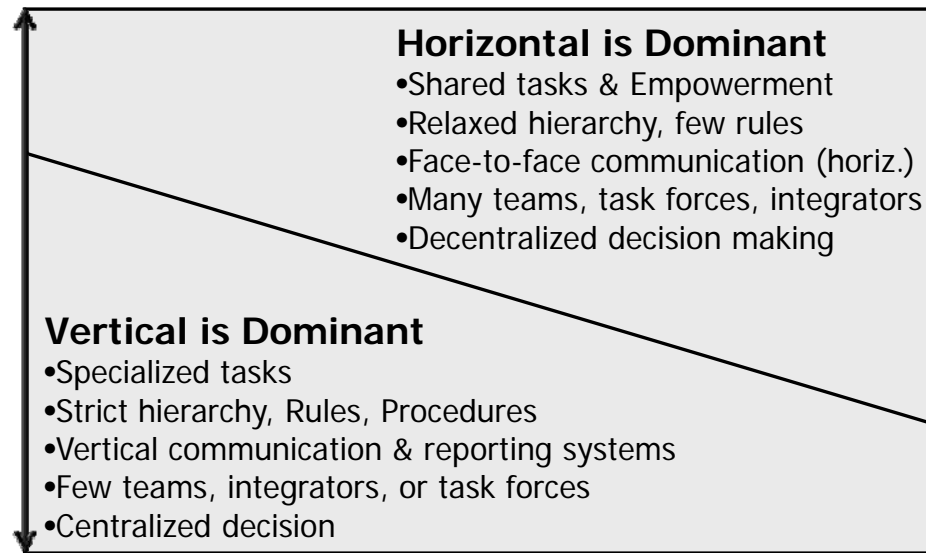 Horizontal is Dominant
•Shared tasks & Empowerment
•Relaxed hierarchy, few rules
•Face-to-face communication (horiz.)
•Many teams, task forces, integrators
•Decentralized decision making
Vertical is Dominant
•Specialized tasks
•Strict hierarchy, Rules, Procedures
•Vertical communication & reporting systems
•Few teams, integrators, or task forces
•Centralized decision